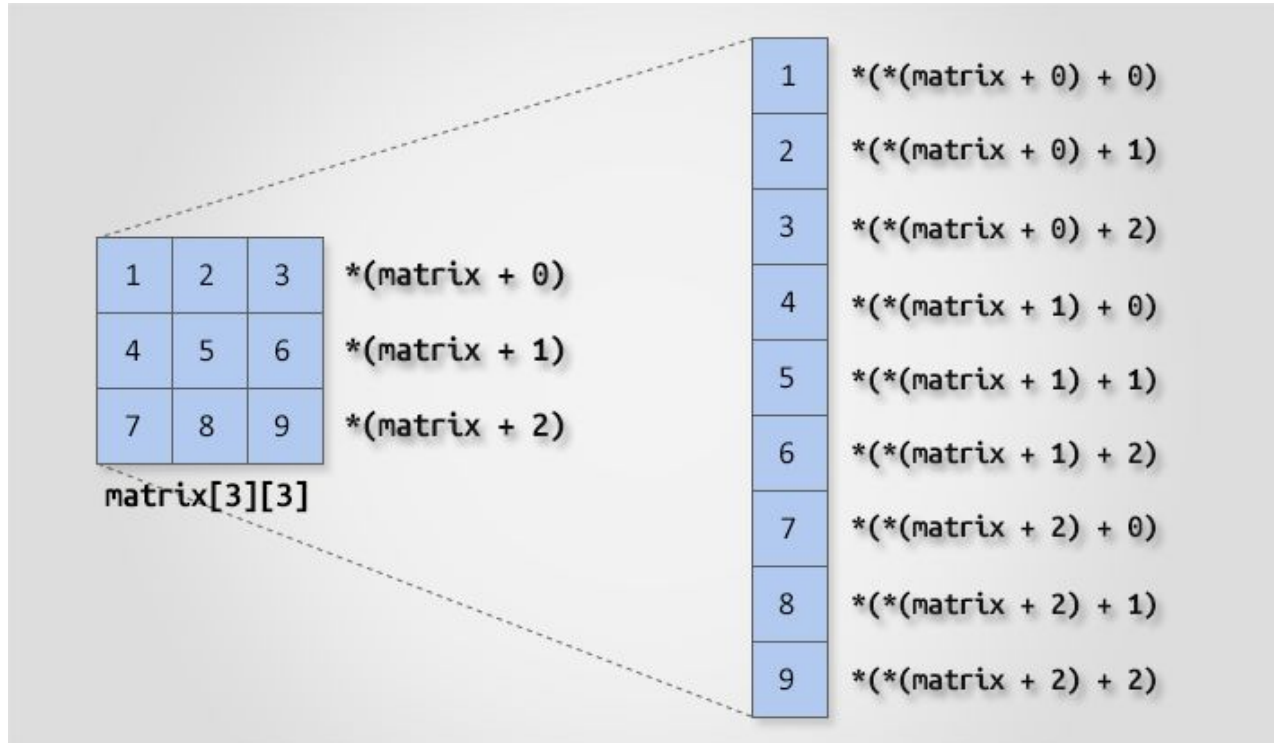 1 2 3 *(matrix + 0)
4 5 6 *(matrix + 1)
7 8 9 *(matrix + 2)
matrix[3][3]
1 *(*(matrix + 0) + 0)
2 *(*(matrix + 0) + 1)
3 *(*(matrix + 0) + 2)
4 *(*(matrix + 1) + 0)
5 *(*(matrix + 1) + 1)
6 *(*(matrix + 1) + 2)
7 *(*(matrix + 2) + 0)
8 *(*(matrix + 2) + 1)
9 *(*(matrix + 2) + 2)